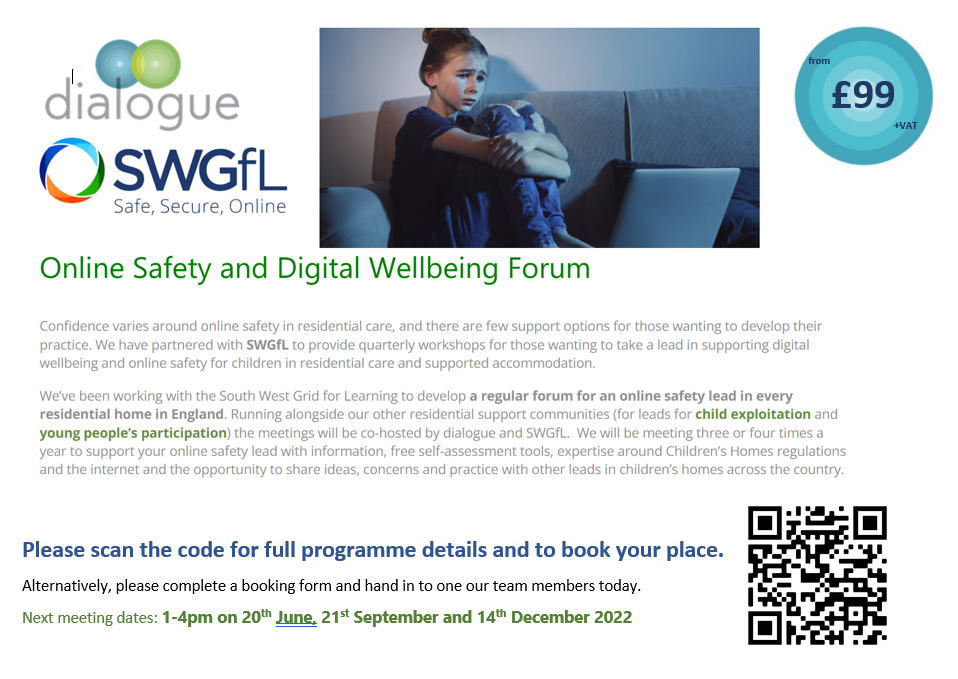 dialogue
SWGfL
Safe, Secure, Online
from
£99
+VAT
Online Safety and Digital Wellbeing Forum
Confidence varies around online safety in residential care, and there are few support options for those wanting to develop their
practice. We have partnered with SWGfL to provide quarterly workshops for those wanting to take a lead in supporting digital
wellbeing and online safety for children in residential care and supported accommodation.
We've been working with the South West Grid for Learning to develop a regular forum for an online safety lead in every
residential home in England. Running alongside our other residential support communities (for leads for child exploitation and
young people's participation) the meetings will be co-hosted by dialogue and SWGfL. We will be meeting three or four times a
year to support your online safety lead with information, free self-assessment tools, expertise around Children's Homes regulations
and the internet and the opportunity to share ideas, concerns and practice with other leads in children's homes across the country.
Please scan the code for full programme details and to book your place.
Alternatively, please complete a booking form and hand in to one our team members today.
Next meeting dates: 1-4pm on 20th June, 21st September and 14th December 2022